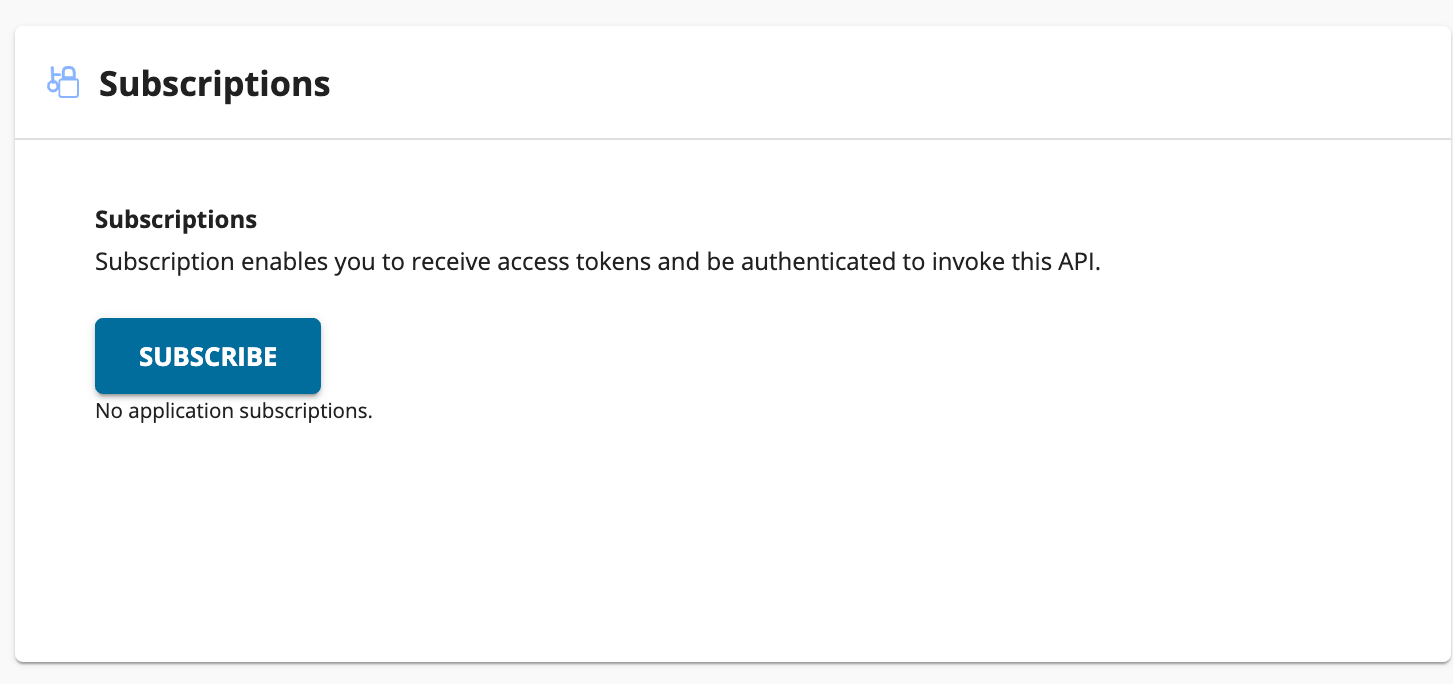 Subscriptions
Subscriptions
Subscription enables you to receive access tokens and be authenticated to invoke this API.
SUBSCRIBE
No application subscriptions.